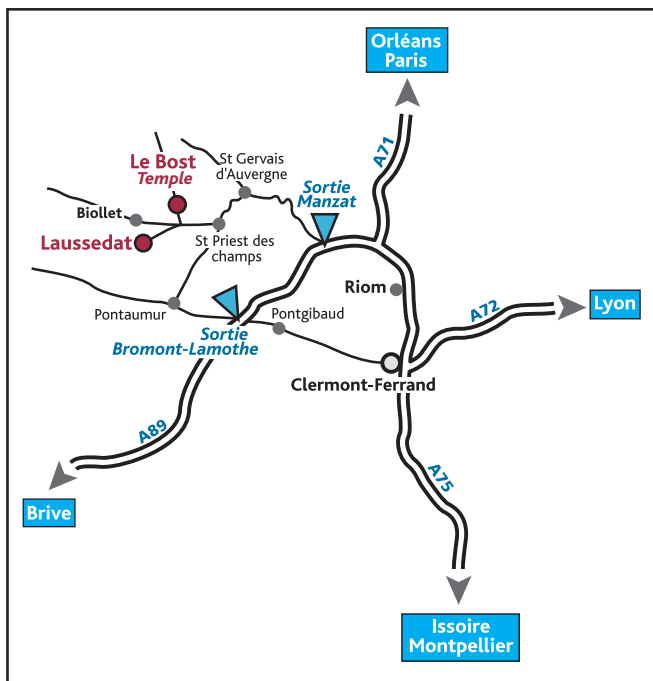 Orléans
Paris
A71
Le Bost
Temple
St Gervais
d'Auvergne
Sortie
Manzat
Biollet
Laussedat
St Priest des
champs
Riom
A72
Lyon
Pontaumur
Pontgibaud
Sortie
Bromont-Lamothe
Clermont-Ferrand
A89
A75
Brive
Issoire
Montpellier